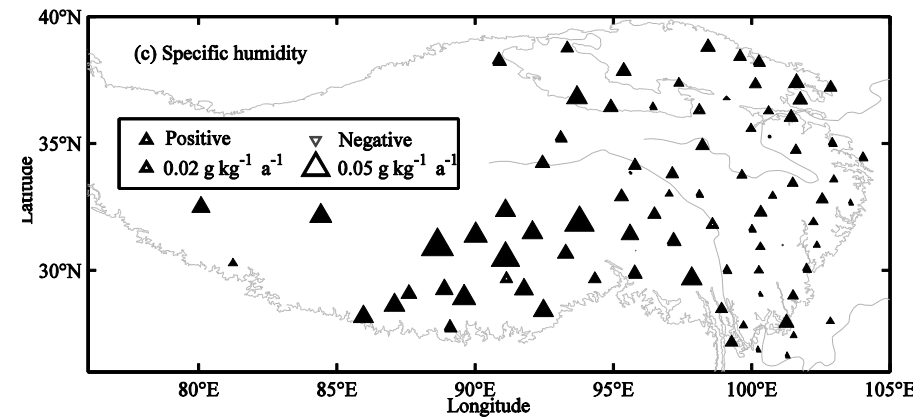 40°N
(c) Specific humidity
35°N
Positive Negative
0.02 g kg⁻¹ a⁻¹ 0.05 g kg⁻¹ a⁻¹
Latitude
30°N
80°E 85°E 90°E 95°E 100°E 105°E
Longitude